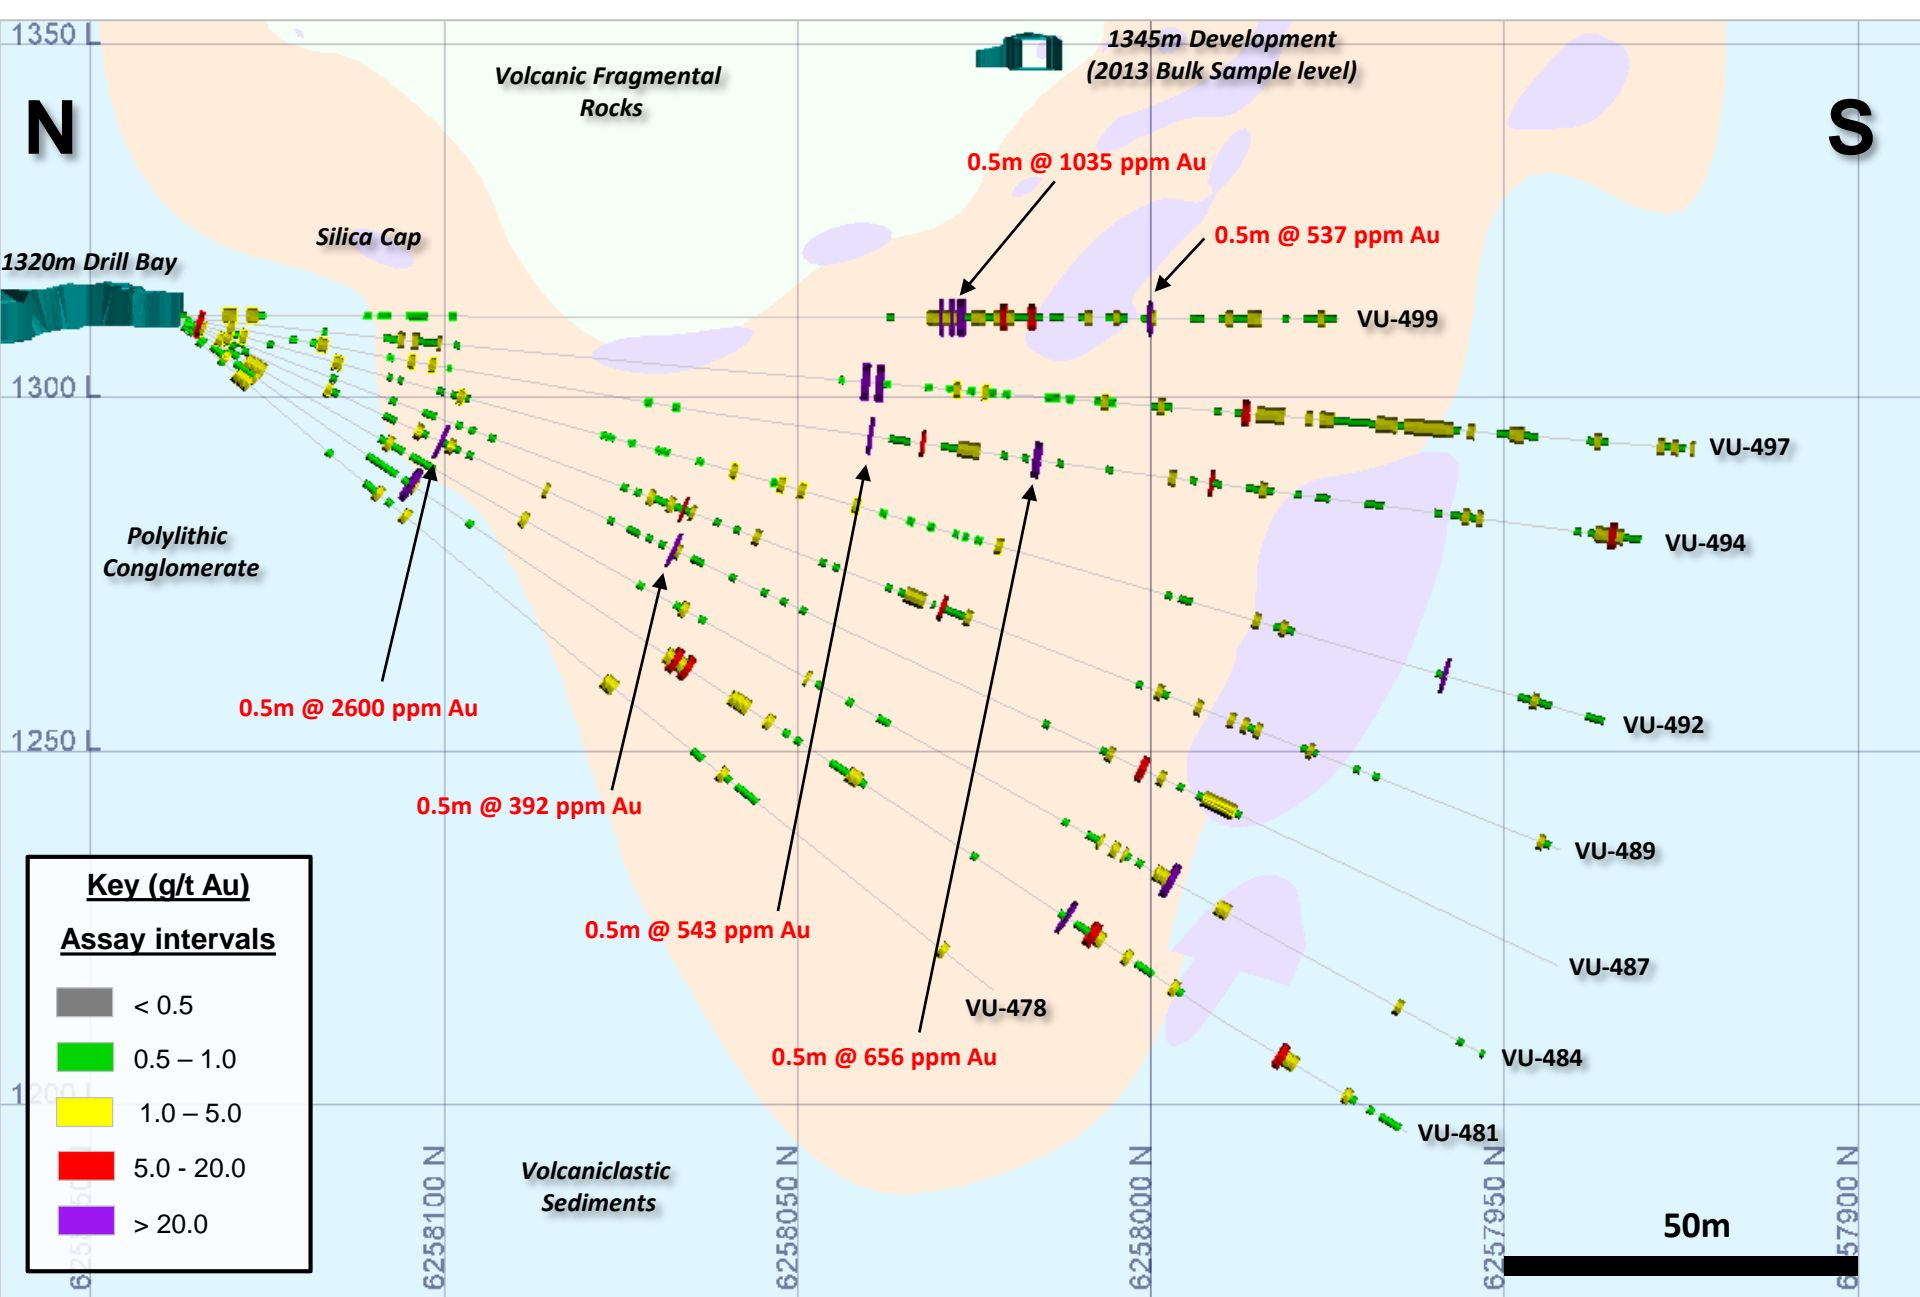 1350 L
1345m Development
(2013 Bulk Sample level)
Volcanic Fragmental
Rocks
N
S
0.5m @ 1035 ppm Au
0.5m @ 537 ppm Au
Silica Cap
1320m Drill Bay
VU-499
1300 L
VU-497
VU-494
Polylithic
Conglomerate
0.5m @ 2600 ppm Au
VU-492
1250 L
0.5m @ 392 ppm Au
VU-489
0.5m @ 543 ppm Au
VU-487
VU-478
0.5m @ 656 ppm Au
VU-484
VU-481
Key (g/t Au)
Assay intervals
< 0.5
0.5 – 1.0
1.0 – 5.0
5.0 - 20.0
> 20.0
1200 L
Volcaniclastic
Sediments
50m
6258100 N
6258050 N
6258000 N
6257950 N
6257900 N